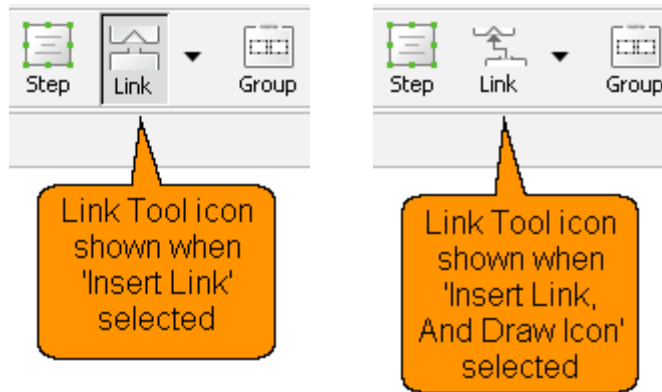 Step Link Group
Link Tool icon
shown when
'Insert Link'
selected
Step Link Group
Link Tool icon
shown when
'Insert Link,
And Draw Icon'
selected